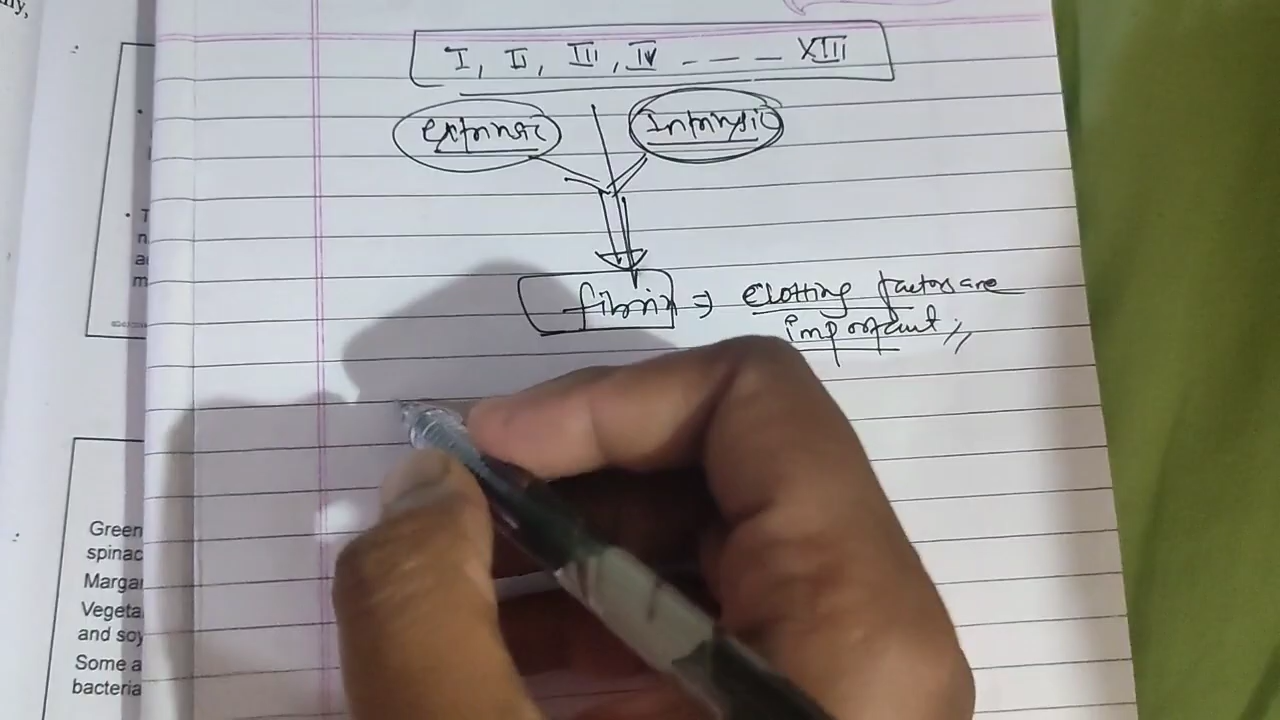 I, II, III, IV - - - - XIII
extrinsic
Intrinsic
fibrin ⇒ Clotting factors are
important,,
Green
spinac
Margar
Vegeta
and soy
Some a
bacteria